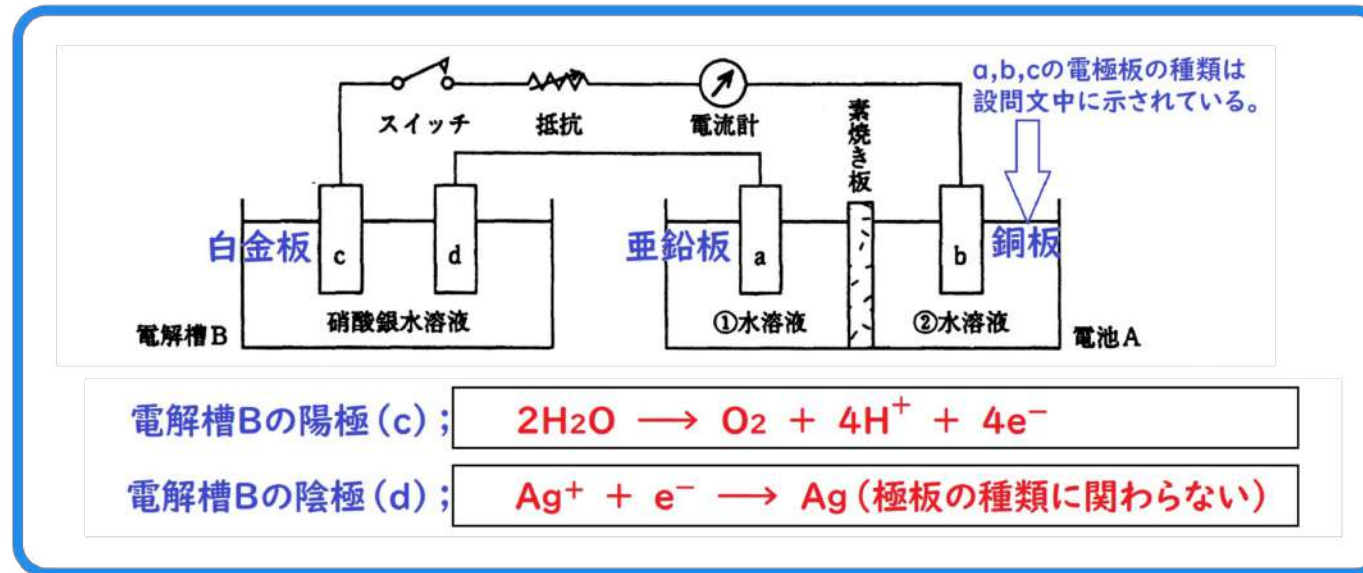 a,b,cの電極板の種類は
設問文中に示されている。
スイッチ
抵抗
電流計
素焼き板
白金板
c
d
亜鉛板
a
b
銅板
硝酸銀水溶液
①水溶液
②水溶液
電解槽B
電池A
電解槽Bの陽極(c); 2H₂O ⟶ O₂ + 4H⁺ + 4e⁻
電解槽Bの陰極(d); Ag⁺ + e⁻ ⟶ Ag(極板の種類に関わらない)